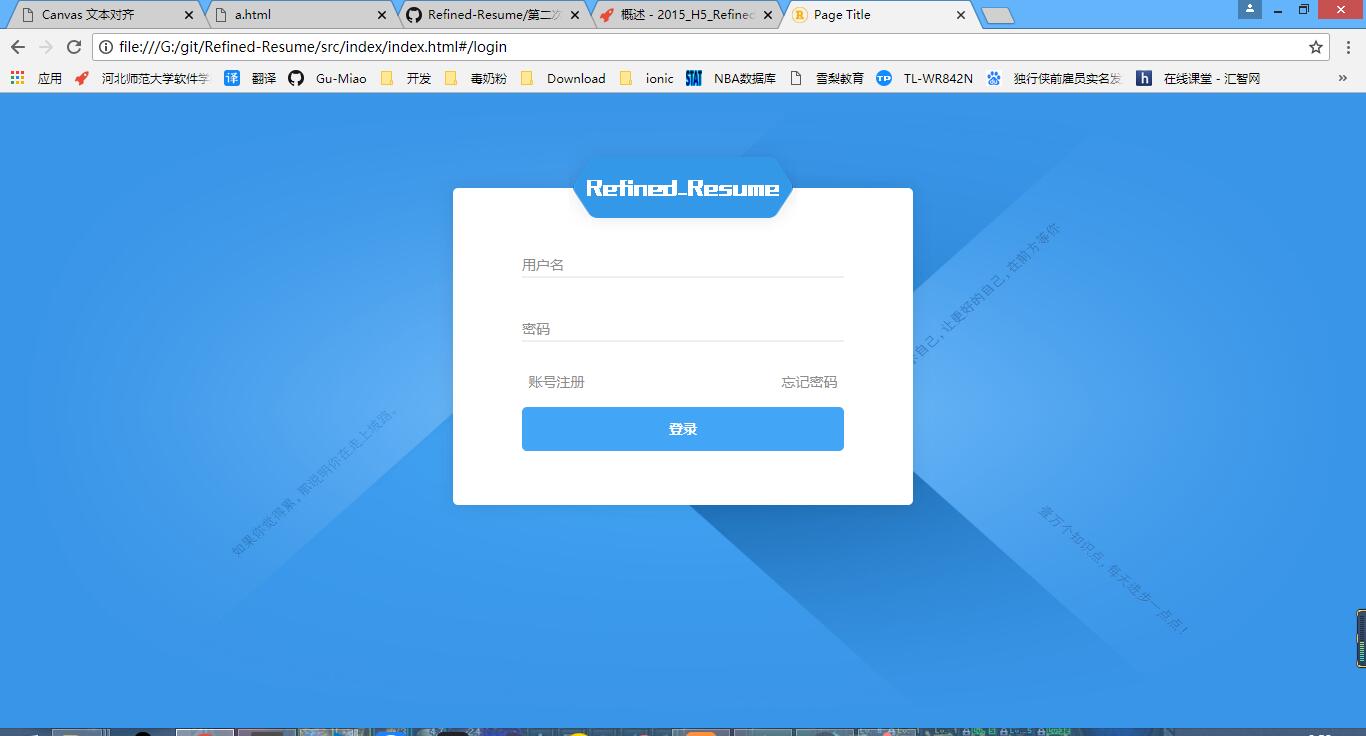 Canvas 文本对齐
a.html
Refined-Resume/第二次
概述 - 2015_H5_Refined
Page Title
file:///G:/git/Refined-Resume/src/index/index.html#/login
应用
河北师范大学软件学
翻译
Gu-Miao
开发
毒奶粉
Download
ionic
NBA数据库
雪梨教育
TL-WR842N
独行侠前雇员实名发
在线课堂 - 汇智网
Refined_Resume
用户名
密码
账号注册
忘记密码
登录
如果你觉得累，那说明你在走上坡路。
自己，让更好的自己，在前方等你
壹万个知识点，每天进步一点点！